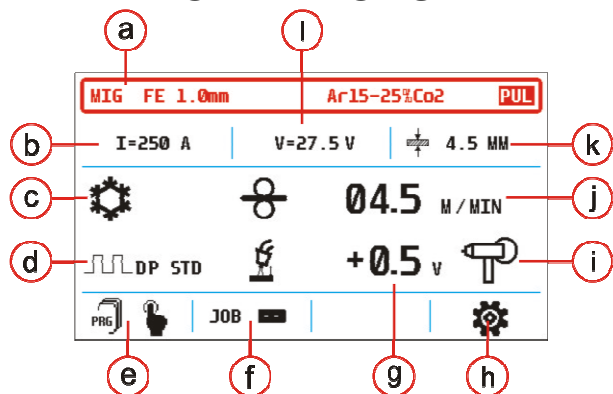 a
l
MIG FE 1.0mm Ar15-25%Co2 PUL
b I=250 A V=27.5 V 4.5 MM k
c 04.5 M/MIN j
d DP STD +0.5 V i
PRG JOB
e f g h